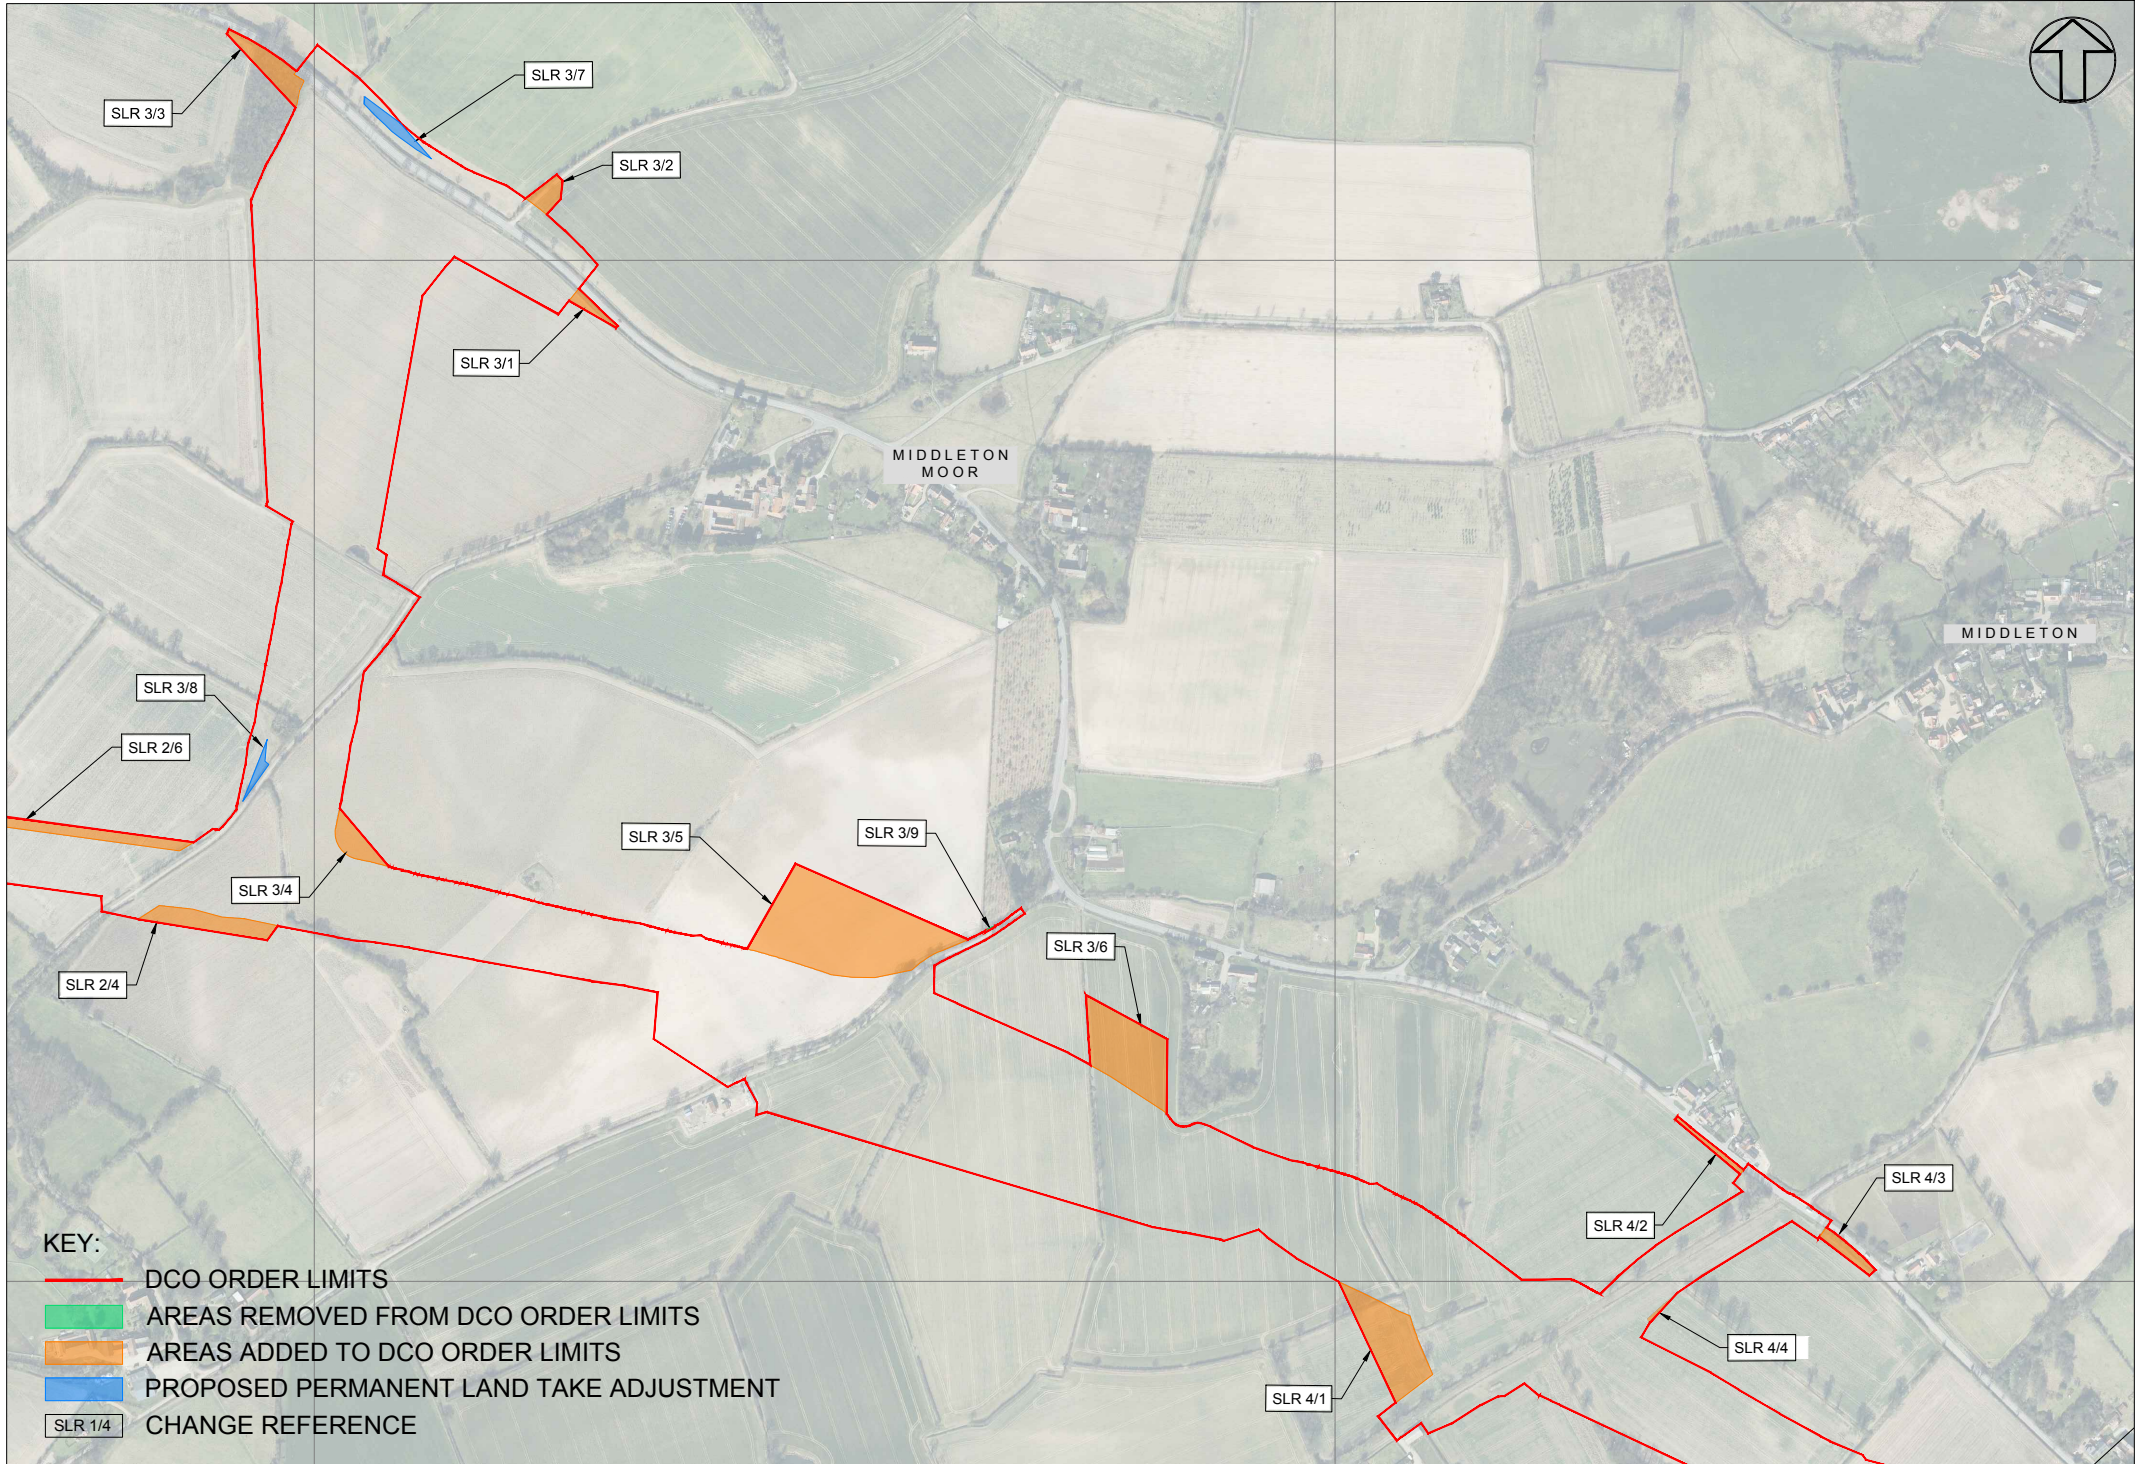 SLR 3/7
SLR 3/3
SLR 3/2
SLR 3/1
MIDDLETON
MOOR
MIDDLETON
SLR 3/8
SLR 2/6
SLR 3/5
SLR 3/9
SLR 3/4
SLR 3/6
SLR 2/4
SLR 4/3
SLR 4/2
SLR 4/4
SLR 4/1
KEY:
DCO ORDER LIMITS
AREAS REMOVED FROM DCO ORDER LIMITS
AREAS ADDED TO DCO ORDER LIMITS
PROPOSED PERMANENT LAND TAKE ADJUSTMENT
SLR 1/4 CHANGE REFERENCE